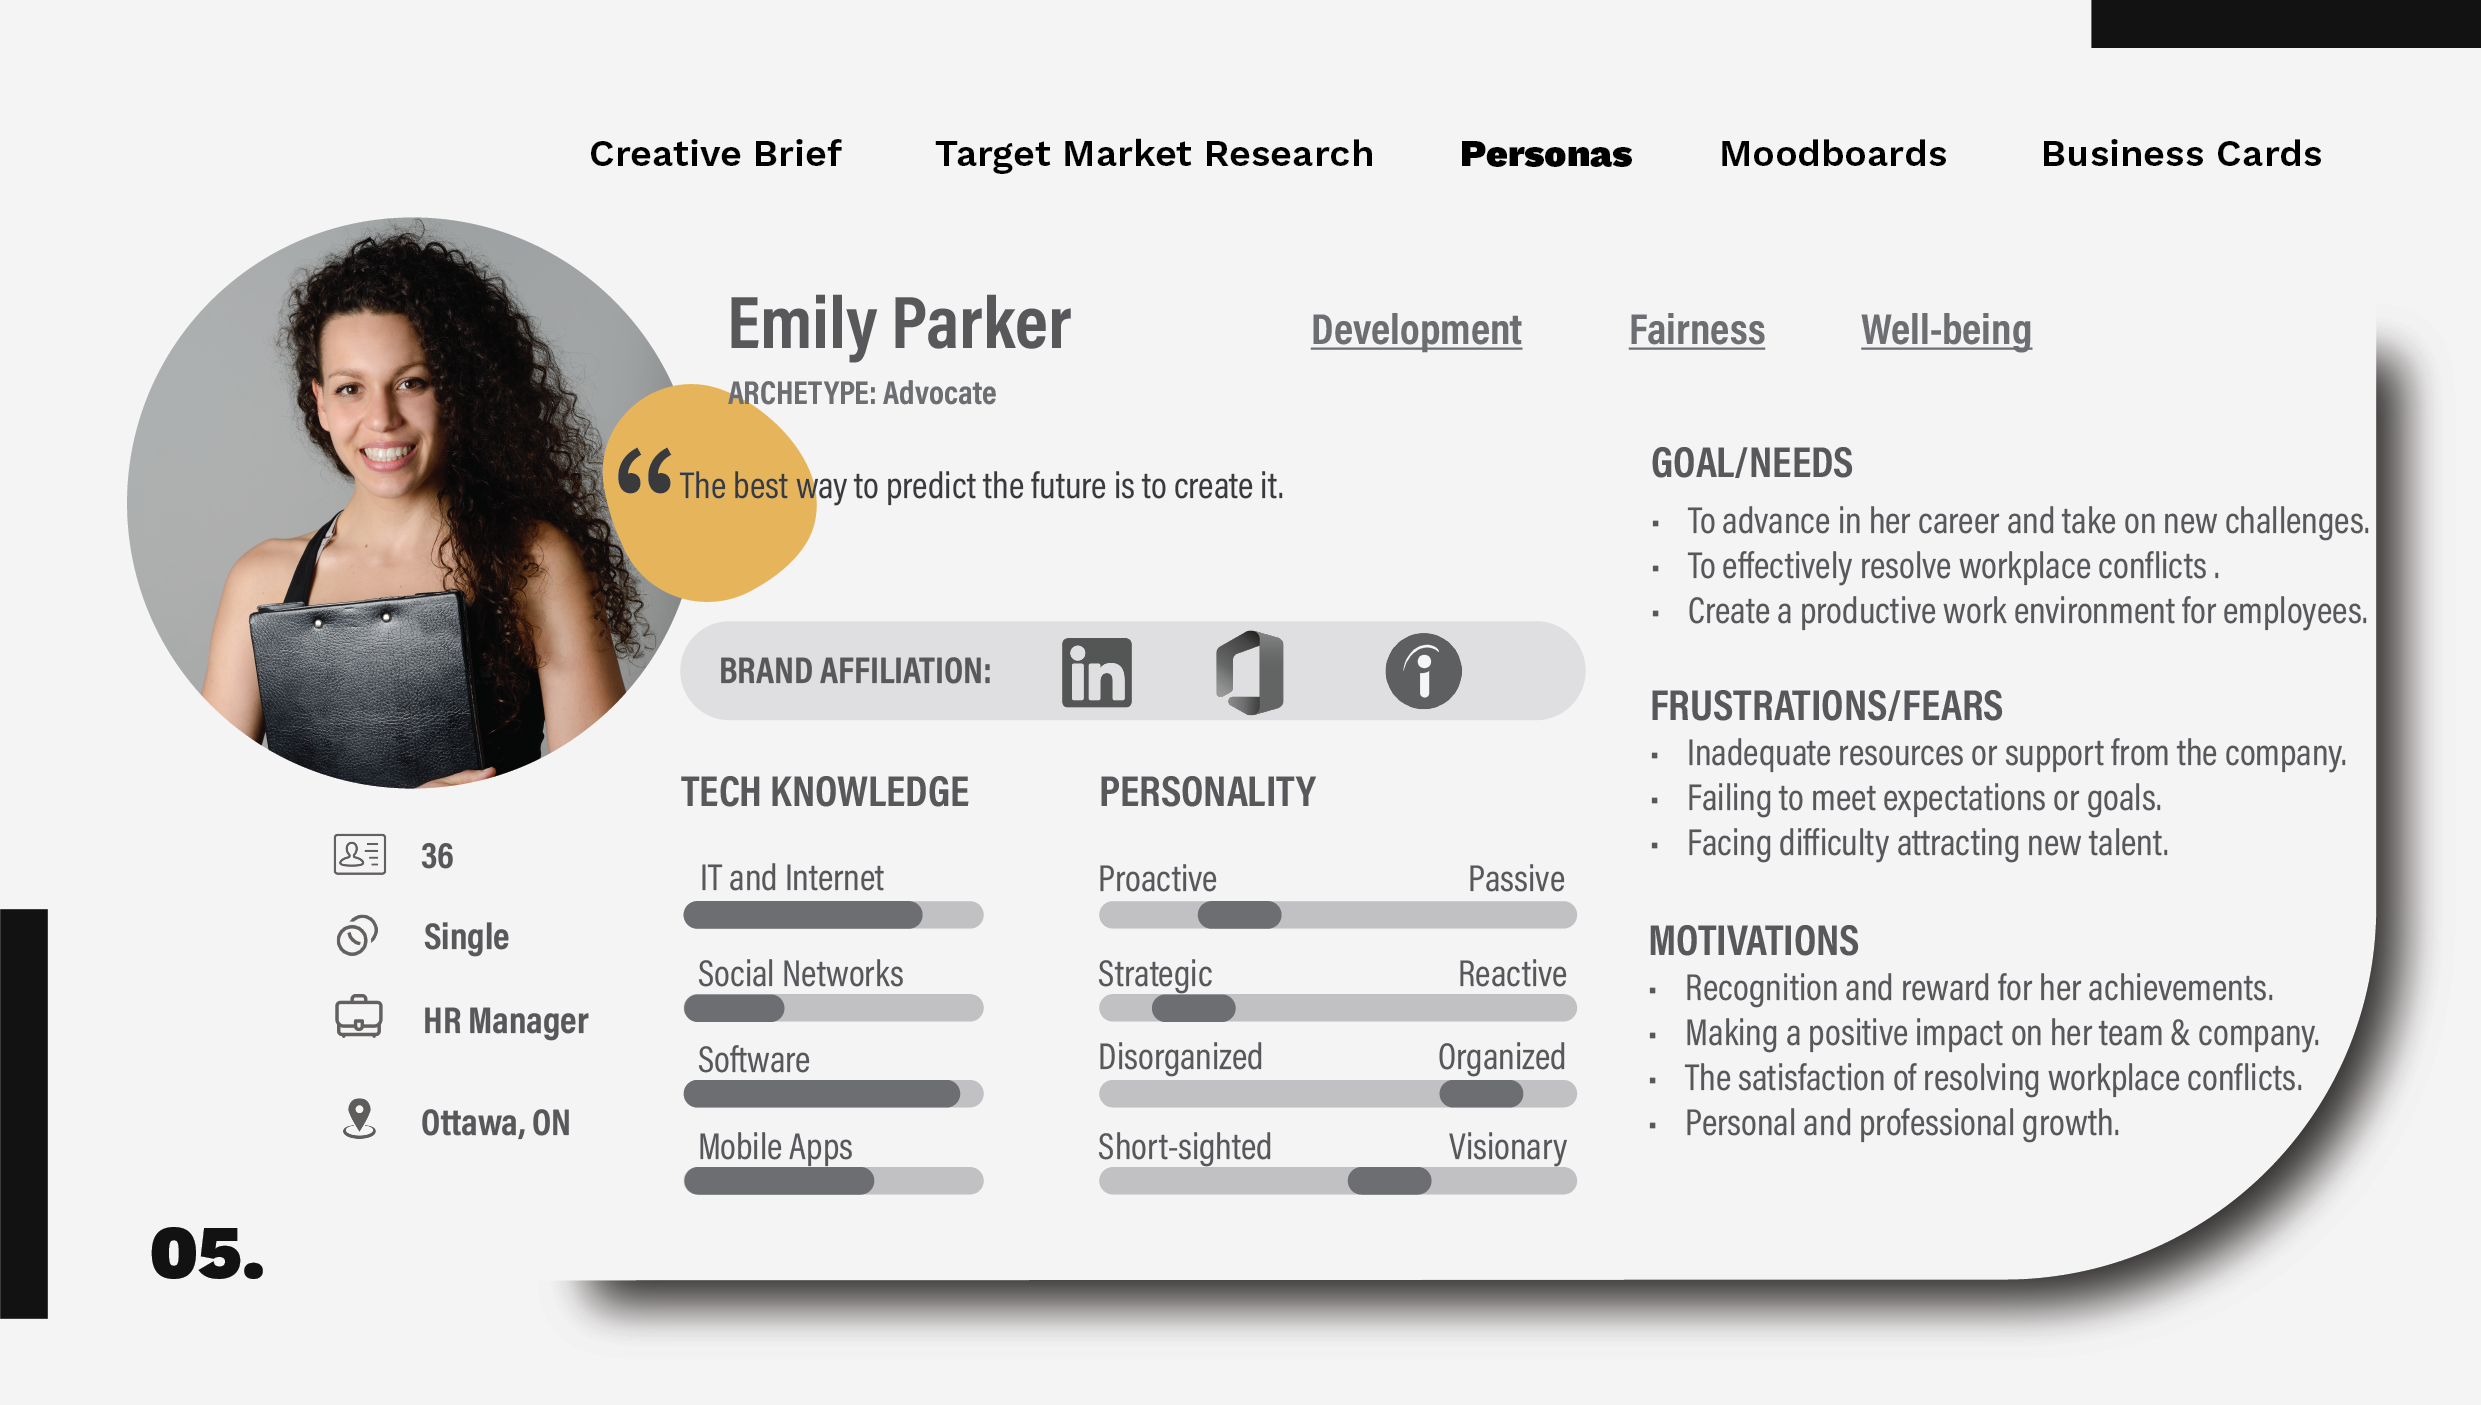 Creative Brief
Target Market Research
Personas
Moodboards
Business Cards
Emily Parker
Development
Fairness
Well-being
ARCHETYPE: Advocate
“ The best way to predict the future is to create it.
BRAND AFFILIATION:
in
TECH KNOWLEDGE
IT and Internet
Social Networks
Software
Mobile Apps
PERSONALITY
Proactive Passive
Strategic Reactive
Disorganized Organized
Short-sighted Visionary
GOAL/NEEDS
▪ To advance in her career and take on new challenges.
▪ To effectively resolve workplace conflicts .
▪ Create a productive work environment for employees.
FRUSTRATIONS/FEARS
▪ Inadequate resources or support from the company.
▪ Failing to meet expectations or goals.
▪ Facing difficulty attracting new talent.
MOTIVATIONS
▪ Recognition and reward for her achievements.
▪ Making a positive impact on her team & company.
▪ The satisfaction of resolving workplace conflicts.
▪ Personal and professional growth.
36
Single
HR Manager
Ottawa, ON
05.